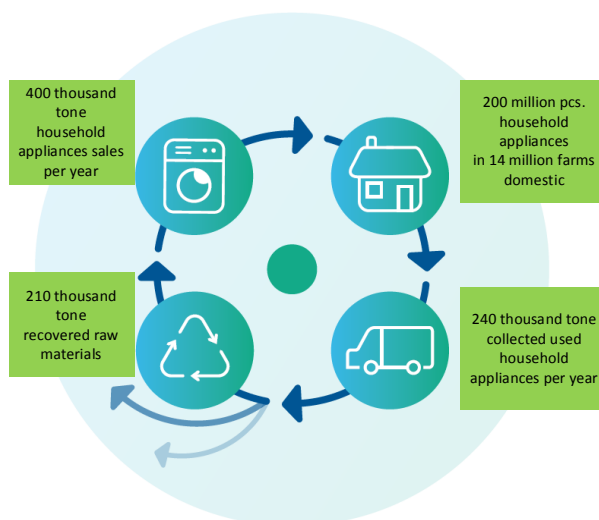 400 thousand
tone
household
appliances sales
per year
200 million pcs.
household
appliances
in 14 million farms
domestic
210 thousand
tone
recovered raw
materials
240 thousand tone
collected used
household
appliances per year